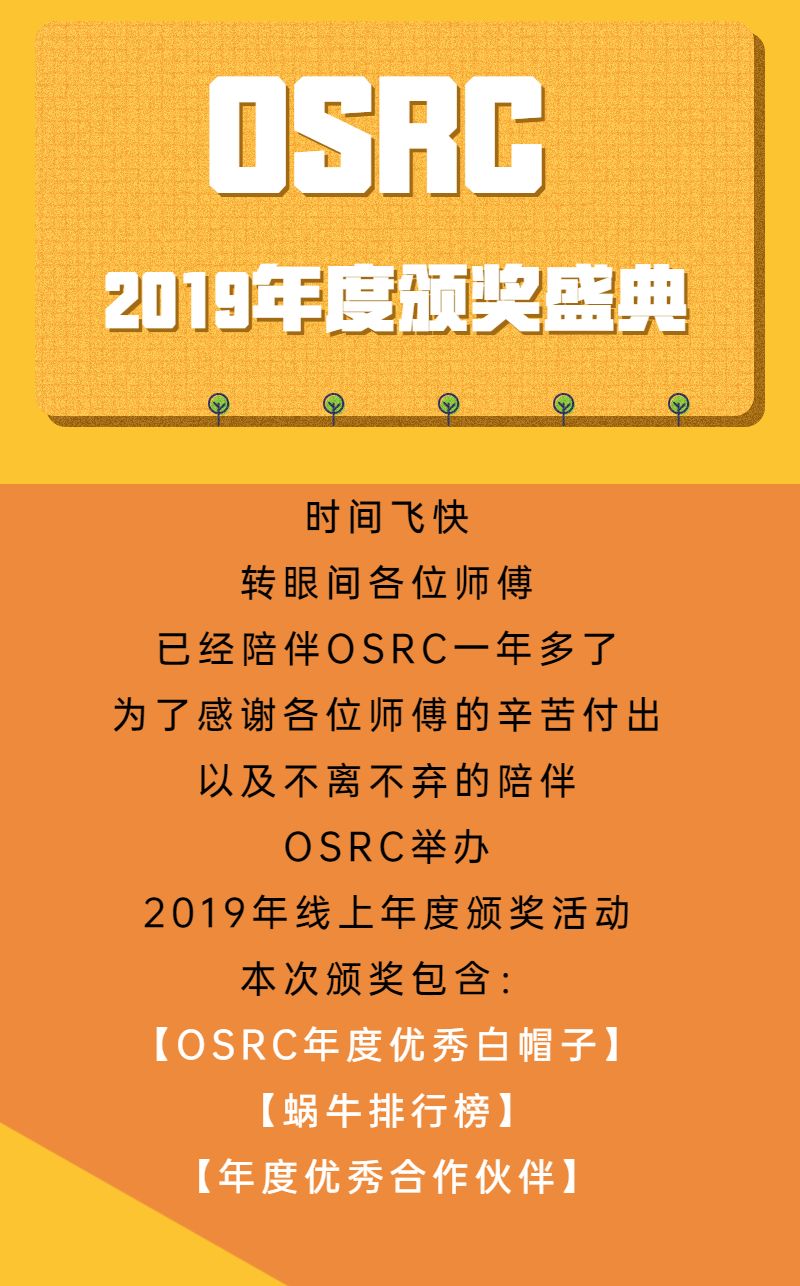 OSRC
2019年度颁奖盛典
时间飞快
转眼间各位师傅
已经陪伴OSRC一年多了
为了感谢各位师傅的辛苦付出
以及不离不弃的陪伴
OSRC举办
2019年线上年度颁奖活动
本次颁奖包含：
【OSRC年度优秀白帽子】
【蜗牛排行榜】
【年度优秀合作伙伴】